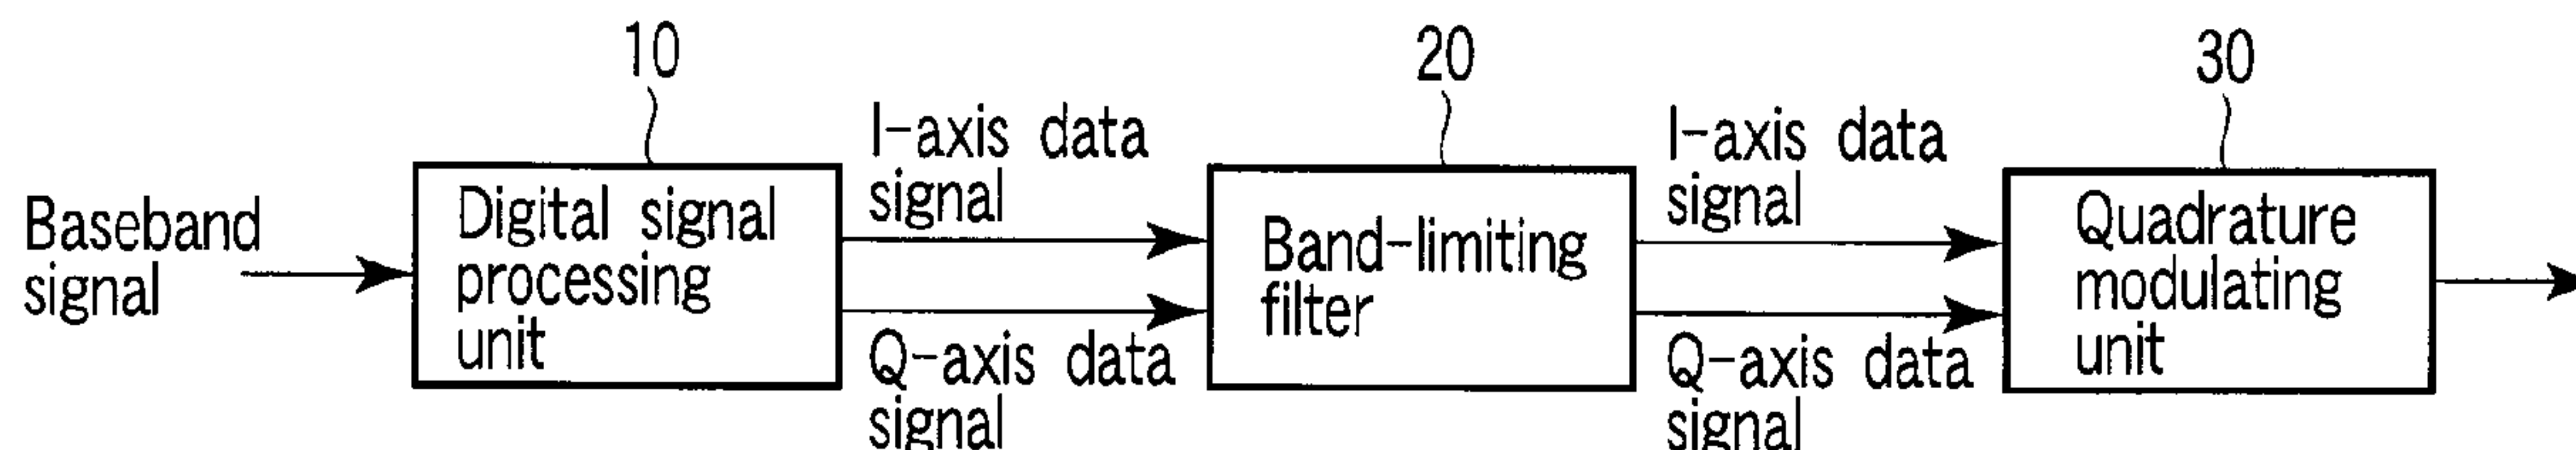 10
20
30
Baseband
signal
Digital signal
processing
unit
I-axis data
signal
Q-axis data
signal
Band-limiting
filter
I-axis data
signal
Q-axis data
signal
Quadrature
modulating
unit